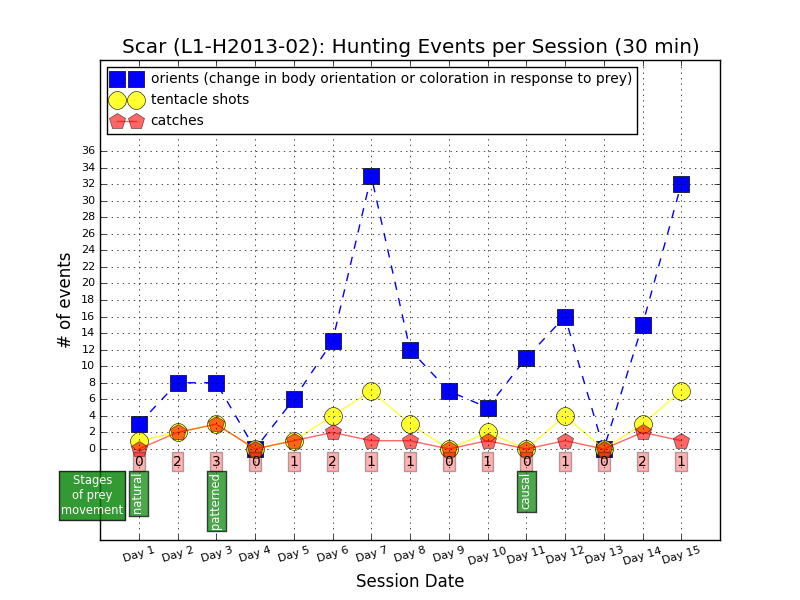 Scar (L1-H2013-02): Hunting Events per Session (30 min)
orients (change in body orientation or coloration in response to prey)
tentacle shots
catches
# of events
36
34
32
30
28
26
24
22
20
18
16
14
12
10
8
6
4
2
0
0 2 3 0 1 2 1 1 0 1 0 1 0 2 1
Stages
of prey
movement
natural
patterned
causal
Day 1 Day 2 Day 3 Day 4 Day 5 Day 6 Day 7 Day 8 Day 9 Day 10 Day 11 Day 12 Day 13 Day 14 Day 15
Session Date